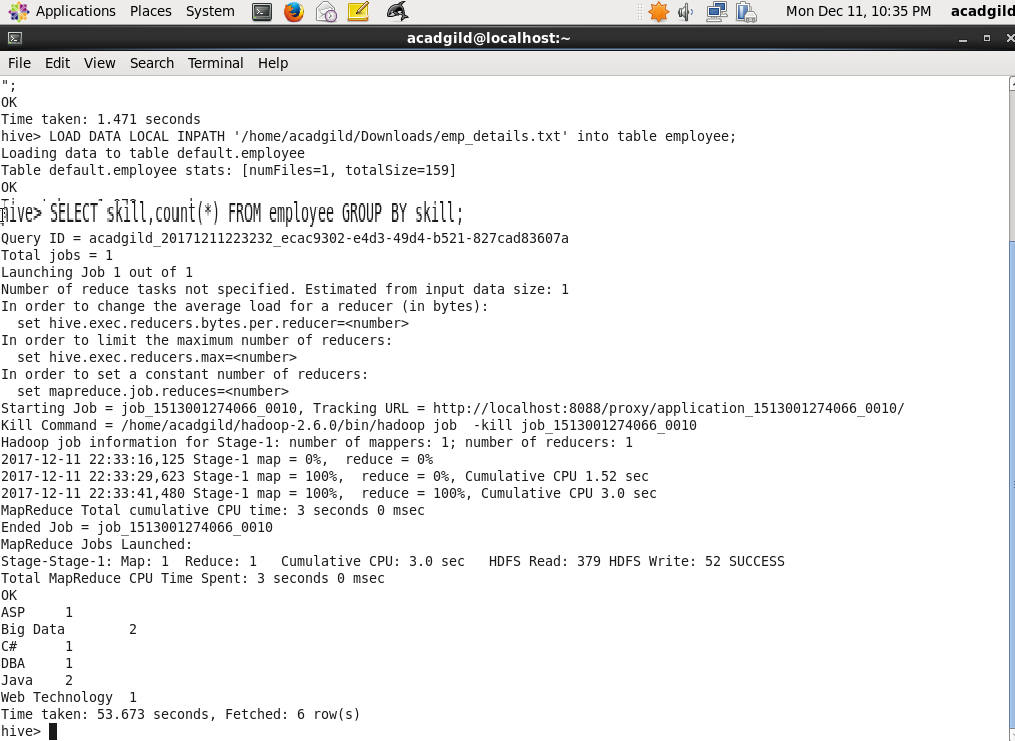 Applications Places System Mon Dec 11, 10:35 PM acadgild
acadgild@localhost:~
File Edit View Search Terminal Help
";
OK
Time taken: 1.471 seconds
hive> LOAD DATA LOCAL INPATH '/home/acadgild/Downloads/emp_details.txt' into table employee;
Loading data to table default.employee
Table default.employee stats: [numFiles=1, totalSize=159]
OK
hive> SELECT skill,count(*) FROM employee GROUP BY skill;
Query ID = acadgild_20171211223232_ecac9302-e4d3-49d4-b521-827cad83607a
Total jobs = 1
Launching Job 1 out of 1
Number of reduce tasks not specified. Estimated from input data size: 1
In order to change the average load for a reducer (in bytes):
  set hive.exec.reducers.bytes.per.reducer=<number>
In order to limit the maximum number of reducers:
  set hive.exec.reducers.max=<number>
In order to set a constant number of reducers:
  set mapreduce.job.reduces=<number>
Starting Job = job_1513001274066_0010, Tracking URL = http://localhost:8088/proxy/application_1513001274066_0010/
Kill Command = /home/acadgild/hadoop-2.6.0/bin/hadoop job  -kill job_1513001274066_0010
Hadoop job information for Stage-1: number of mappers: 1; number of reducers: 1
2017-12-11 22:33:16,125 Stage-1 map = 0%,  reduce = 0%
2017-12-11 22:33:29,623 Stage-1 map = 100%,  reduce = 0%, Cumulative CPU 1.52 sec
2017-12-11 22:33:41,480 Stage-1 map = 100%,  reduce = 100%, Cumulative CPU 3.0 sec
MapReduce Total cumulative CPU time: 3 seconds 0 msec
Ended Job = job_1513001274066_0010
MapReduce Jobs Launched:
Stage-Stage-1: Map: 1  Reduce: 1   Cumulative CPU: 3.0 sec   HDFS Read: 379 HDFS Write: 52 SUCCESS
Total MapReduce CPU Time Spent: 3 seconds 0 msec
OK
ASP     1
Big Data        2
C#      1
DBA     1
Java    2
Web Technology  1
Time taken: 53.673 seconds, Fetched: 6 row(s)
hive>